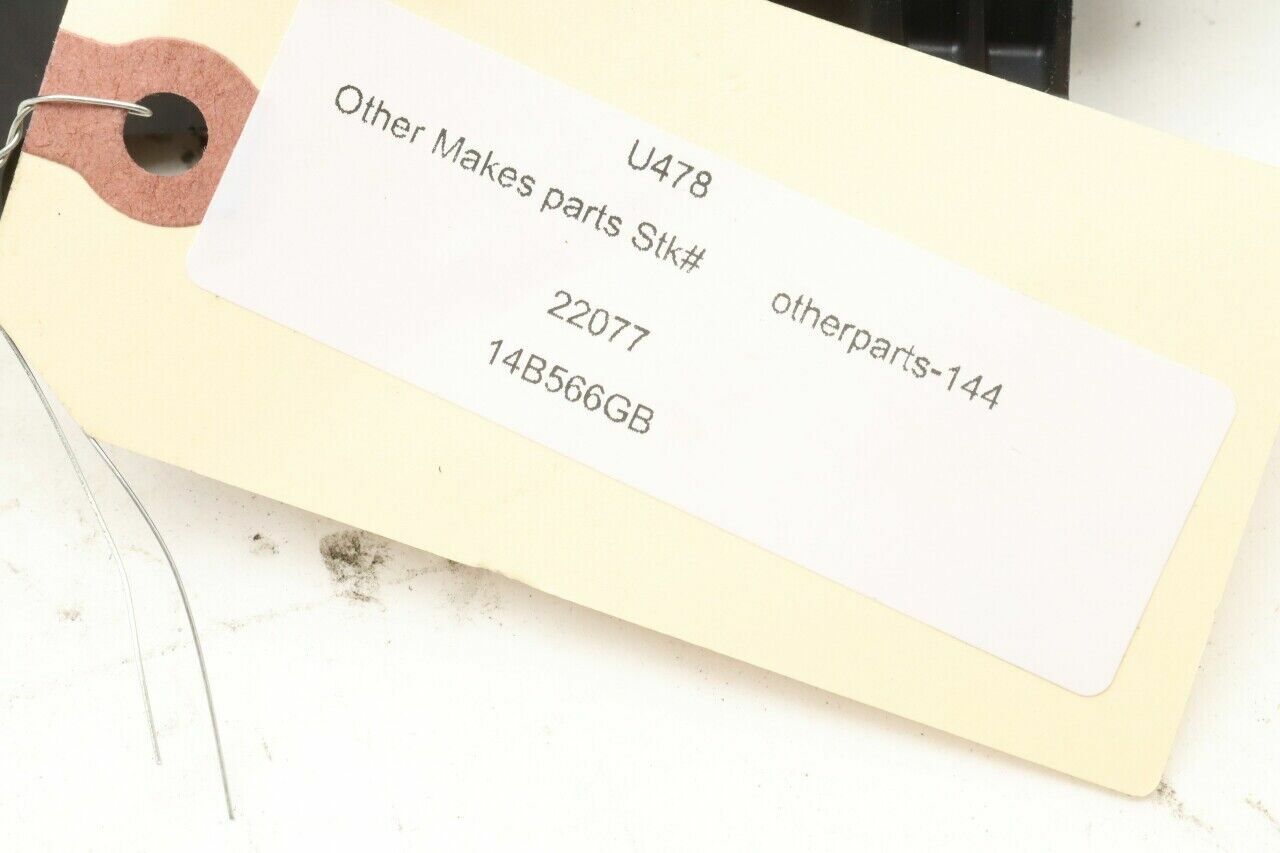 U478
Other Makes parts Stk# otherparts-144
22077
14B566GB